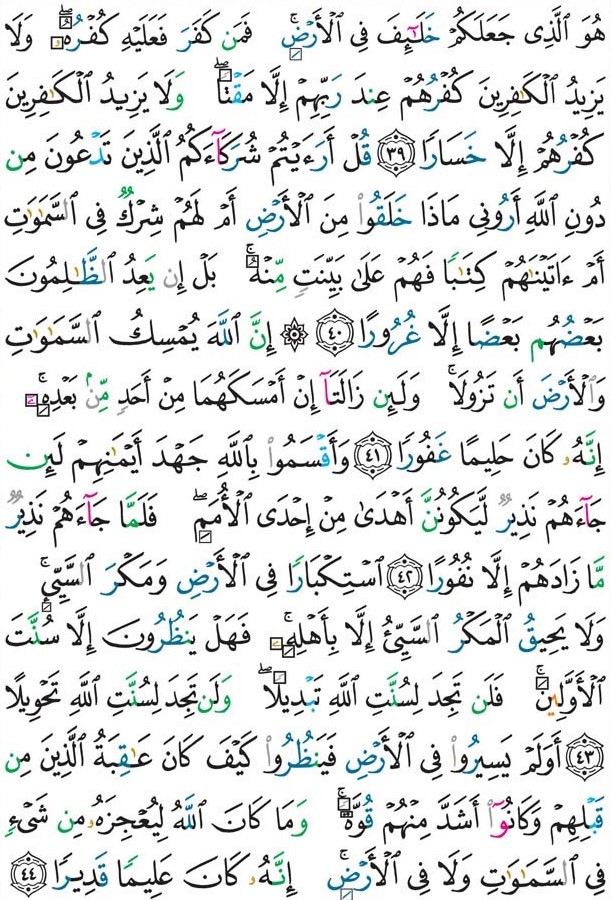 هُوَ ٱلَّذِى جَعَلَكُمْ خَلَٰٓئِفَ فِى ٱلْأَرْضِ ۚ فَمَن كَفَرَ فَعَلَيْهِ كُفْرُهُۥ ۖ وَلَا
يَزِيدُ ٱلْكَٰفِرِينَ كُفْرُهُمْ عِندَ رَبِّهِمْ إِلَّا مَقْتًا ۖ وَلَا يَزِيدُ ٱلْكَٰفِرِينَ
كُفْرُهُمْ إِلَّا خَسَارًا ٣٩ قُلْ أَرَءَيْتُمْ شُرَكَآءَكُمُ ٱلَّذِينَ تَدْعُونَ مِن
دُونِ ٱللَّهِ أَرُونِى مَاذَا خَلَقُوا۟ مِنَ ٱلْأَرْضِ أَمْ لَهُمْ شِرْكٌ فِى ٱلسَّمَٰوَٰتِ
أَمْ ءَاتَيْنَٰهُمْ كِتَٰبًا فَهُمْ عَلَىٰ بَيِّنَتٍ مِّنْهُ ۚ بَلْ إِن يَعِدُ ٱلظَّٰلِمُونَ
بَعْضُهُم بَعْضًا إِلَّا غُرُورًا ٤٠ ۞ إِنَّ ٱللَّهَ يُمْسِكُ ٱلسَّمَٰوَٰتِ
وَٱلْأَرْضَ أَن تَزُولَا ۚ وَلَئِن زَالَتَآ إِنْ أَمْسَكَهُمَا مِنْ أَحَدٍ مِّنۢ بَعْدِهِۦٓ ۚ
إِنَّهُۥ كَانَ حَلِيمًا غَفُورًا ٤١ وَأَقْسَمُوا۟ بِٱللَّهِ جَهْدَ أَيْمَٰنِهِمْ لَئِن
جَآءَهُمْ نَذِيرٌ لَّيَكُونُنَّ أَهْدَىٰ مِنْ إِحْدَى ٱلْأُمَمِ ۖ فَلَمَّا جَآءَهُمْ نَذِيرٌ
مَّا زَادَهُمْ إِلَّا نُفُورًا ٤٢ ٱسْتِكْبَارًا فِى ٱلْأَرْضِ وَمَكْرَ ٱلسَّيِّئِ ۚ
وَلَا يَحِيقُ ٱلْمَكْرُ ٱلسَّيِّئُ إِلَّا بِأَهْلِهِۦ ۚ فَهَلْ يَنظُرُونَ إِلَّا سُنَّتَ
ٱلْأَوَّلِينَ ۚ فَلَن تَجِدَ لِسُنَّتِ ٱللَّهِ تَبْدِيلًا ۖ وَلَن تَجِدَ لِسُنَّتِ ٱللَّهِ تَحْوِيلًا
٤٣ أَوَلَمْ يَسِيرُوا۟ فِى ٱلْأَرْضِ فَيَنظُرُوا۟ كَيْفَ كَانَ عَٰقِبَةُ ٱلَّذِينَ مِن
قَبْلِهِمْ وَكَانُوٓا۟ أَشَدَّ مِنْهُمْ قُوَّةً ۚ وَمَا كَانَ ٱللَّهُ لِيُعْجِزَهُۥ مِن شَىْءٍ
فِى ٱلسَّمَٰوَٰتِ وَلَا فِى ٱلْأَرْضِ ۚ إِنَّهُۥ كَانَ عَلِيمًا قَدِيرًا ٤٤